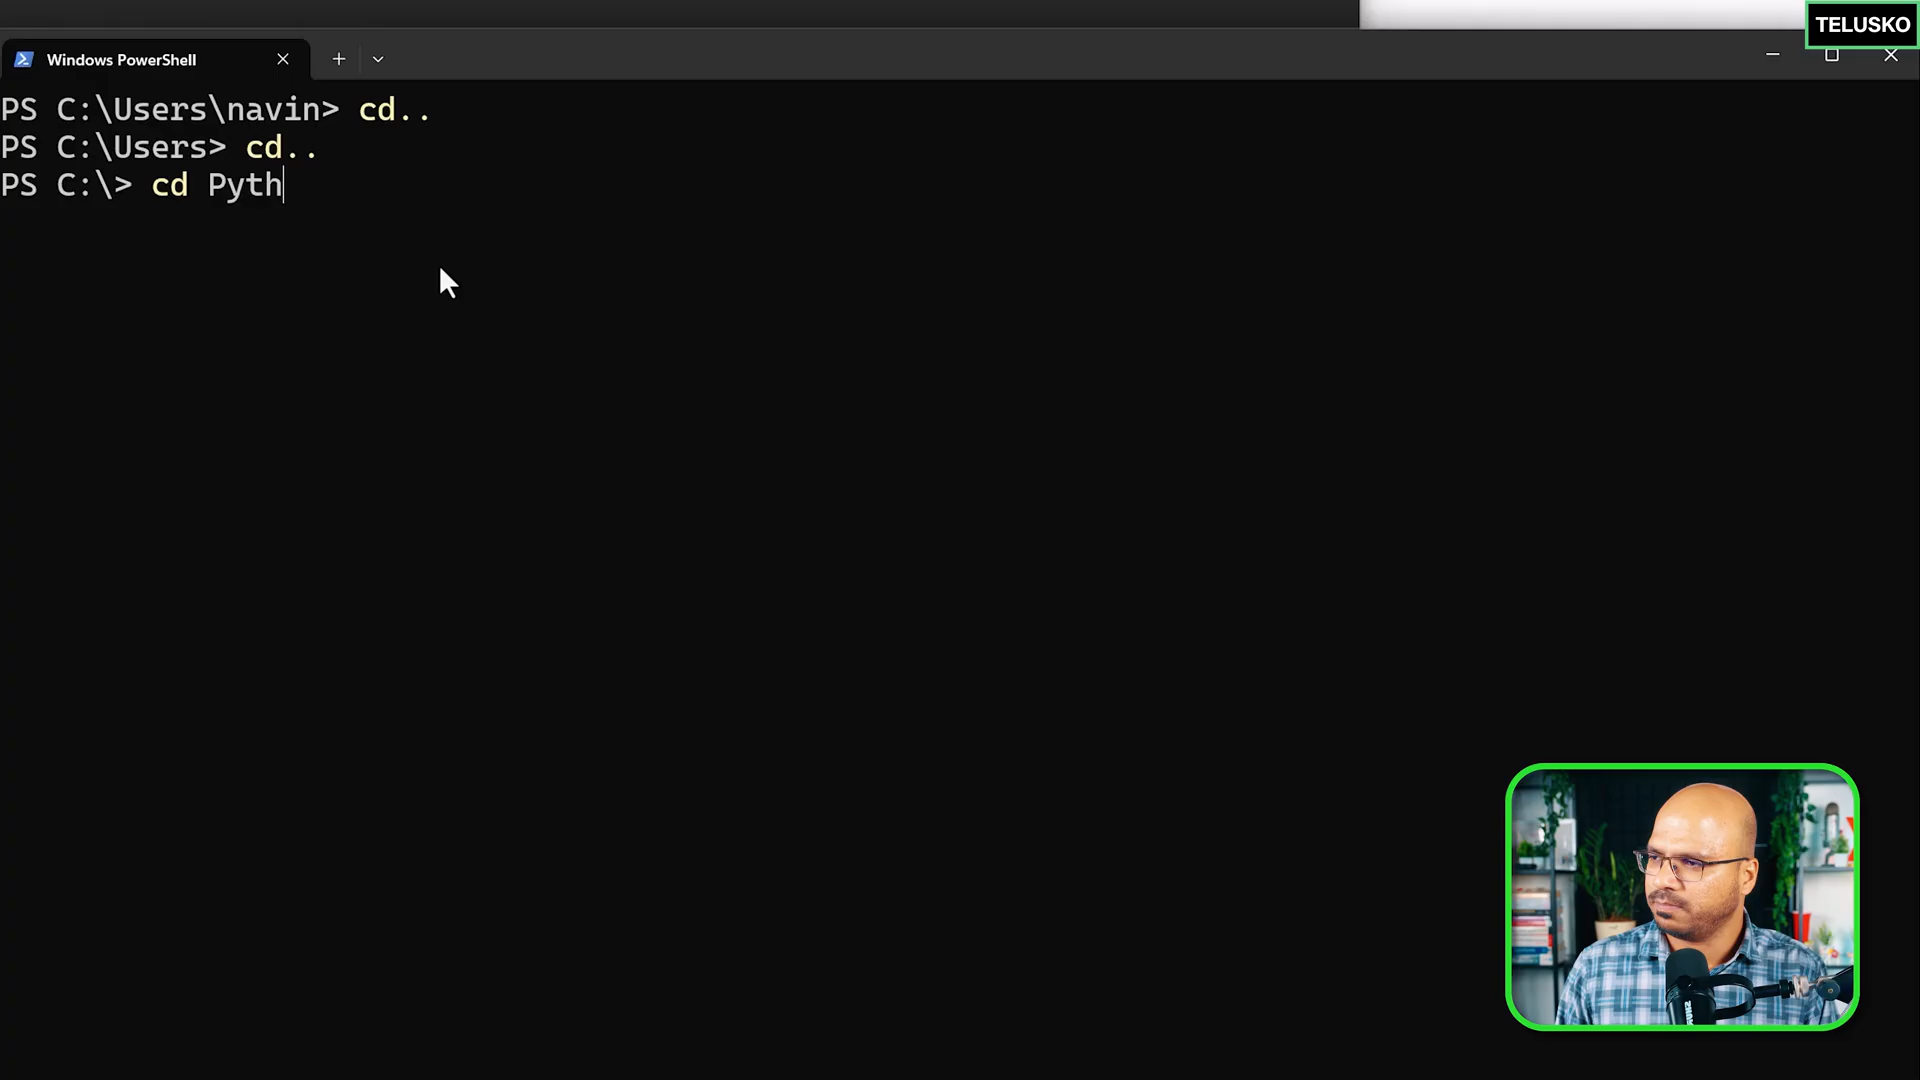 TELUSKO
Windows PowerShell
PS C:\Users\navin> cd..
PS C:\Users> cd..
PS C:\> cd Pyth